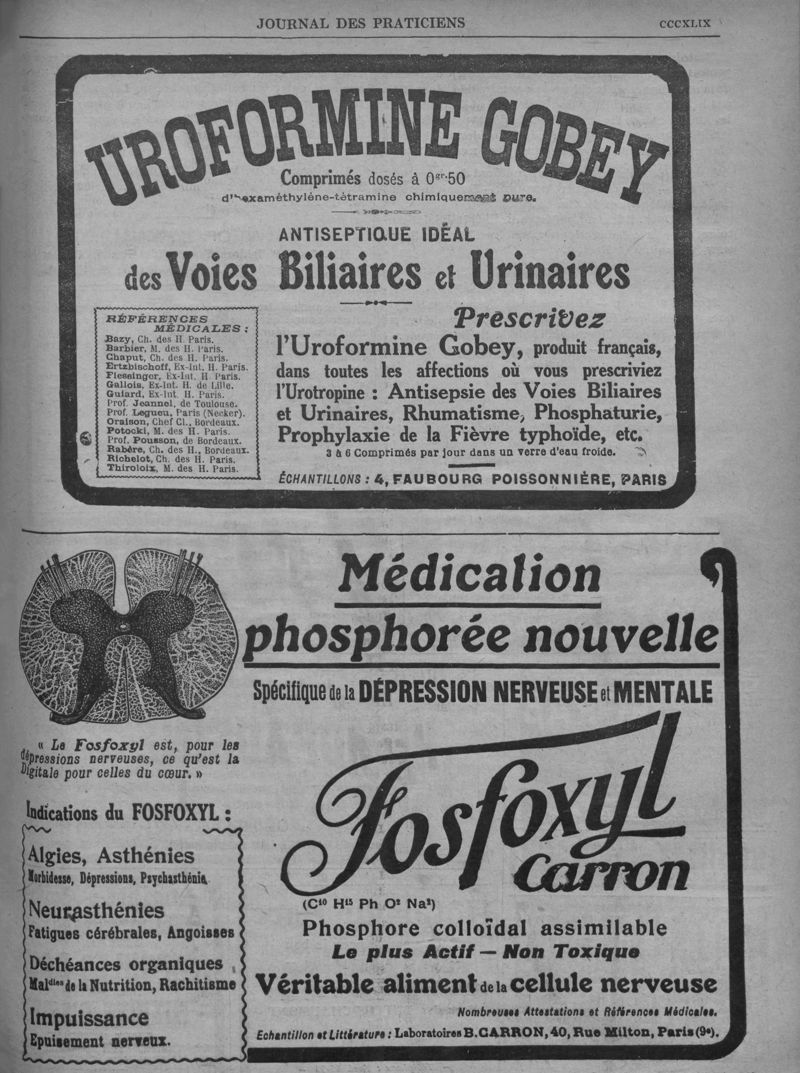 JOURNAL DES PRATICIENS
CCCXLIX
UROFORMINE GOBEY
Comprimés dosés à 0gr.50
d'hexaméthylène-tétramine chimiquement pure.
ANTISEPTIQUE IDÉAL
des Voies Biliaires et Urinaires
RÉFÉRENCES
MÉDICALES :
Bazy, Ch. des H. Paris.
Barbier, M. des H. Paris.
Chaput, Ch. des H. Paris.
Ertzbischoff, Ex-Int. H. Paris.
Fiessinger, Ex-Int. H. Paris.
Gallois, Ex-Int. H. de Lille.
Guiard, Ex-Int. H. Paris.
Prof. Jeannel, de Toulouse.
Prof. Legueu, Paris (Necker).
Oraison, Chef Cl., Bordeaux.
Potocki, M. des H. Paris.
Prof. Pousson, de Bordeaux.
Rabère, Ch. des H., Bordeaux.
Richelot, Ch. des H. Paris.
Thiroloix, M. des H. Paris.
Prescrivez
l'Uroformine Gobey, produit français,
dans toutes les affections où vous prescriviez
l'Urotropine : Antisepsie des Voies Biliaires
et Urinaires, Rhumatisme, Phosphaturie,
Prophylaxie de la Fièvre typhoïde, etc.
3 à 6 Comprimés par jour dans un verre d'eau froide.
ÉCHANTILLONS : 4, FAUBOURG POISSONNIÈRE, PARIS
Médication
phosphorée nouvelle
Spécifique de la DÉPRESSION NERVEUSE et MENTALE
« Le Fosfoxyl est, pour les
dépressions nerveuses, ce qu'est la
Digitale pour celles du cœur. »
Indications du FOSFOXYL :
Algies, Asthénies
Morbidesse, Dépressions, Psychasthénie
Neurasthénies
Fatigues cérébrales, Angoisses
Déchéances organiques
Maldies de la Nutrition, Rachitisme
Impuissance
Epuisement nerveux.
Fosfoxyl
Carron
(C¹⁰ H¹⁵ Ph O² Na²)
Phosphore colloïdal assimilable
Le plus Actif — Non Toxique
Véritable aliment de la cellule nerveuse
Nombreuses Attestations et Références Médicales.
Echantillon et Littérature : Laboratoires B. CARRON, 40, Rue Milton, Paris (9e).